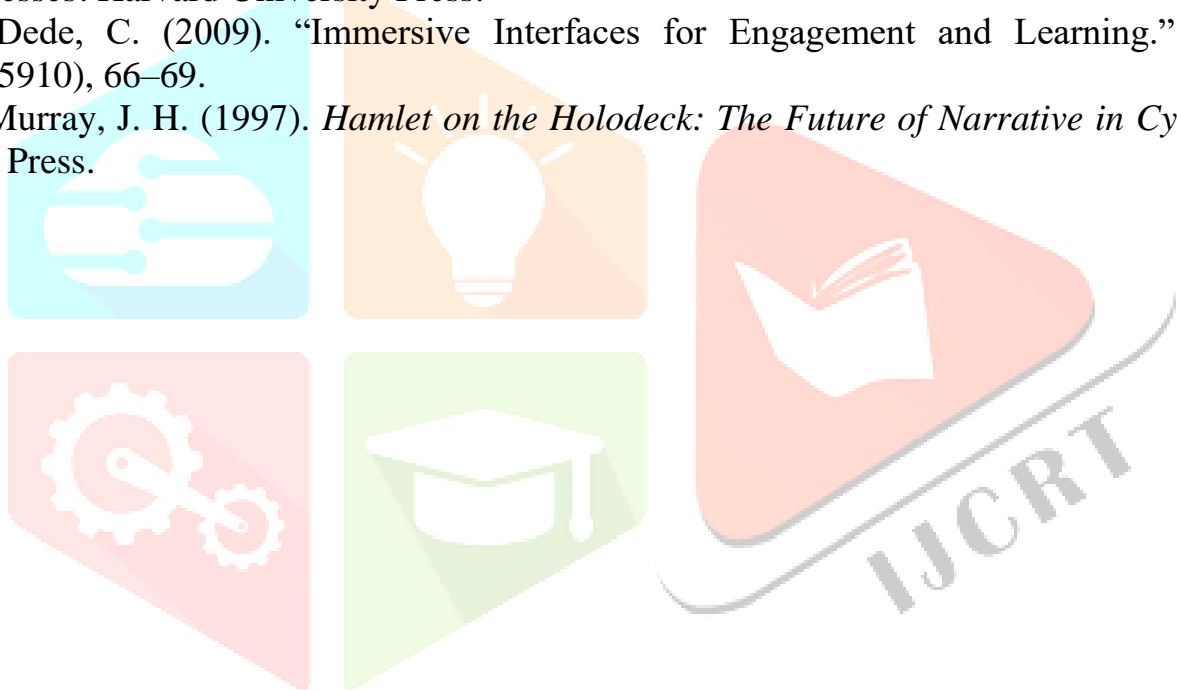 esses. Harvard University Press.
Dede, C. (2009). “Immersive Interfaces for Engagement and Learning.”
5910), 66–69.
Murray, J. H. (1997). Hamlet on the Holodeck: The Future of Narrative in Cy
Press.
IJCRT